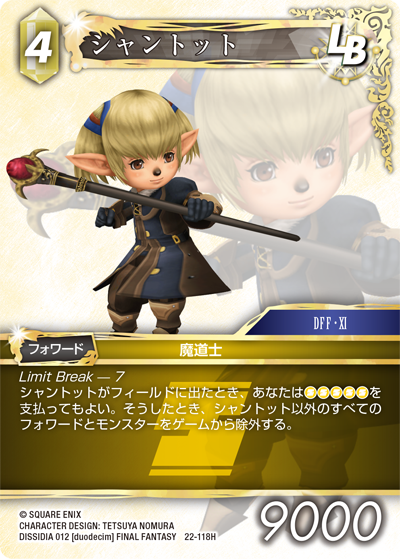 4
シャントット
LB
DFF・XI
フォワード
魔道士
Limit Break — 7
シャントットがフィールドに出たとき、あなたは土土土土土を
支払ってもよい。そうしたとき、シャントット以外のすべての
フォワードとモンスターをゲームから除外する。
© SQUARE ENIX
CHARACTER DESIGN: TETSUYA NOMURA
DISSIDIA 012 [duodecim] FINAL FANTASY 22-118H
9000